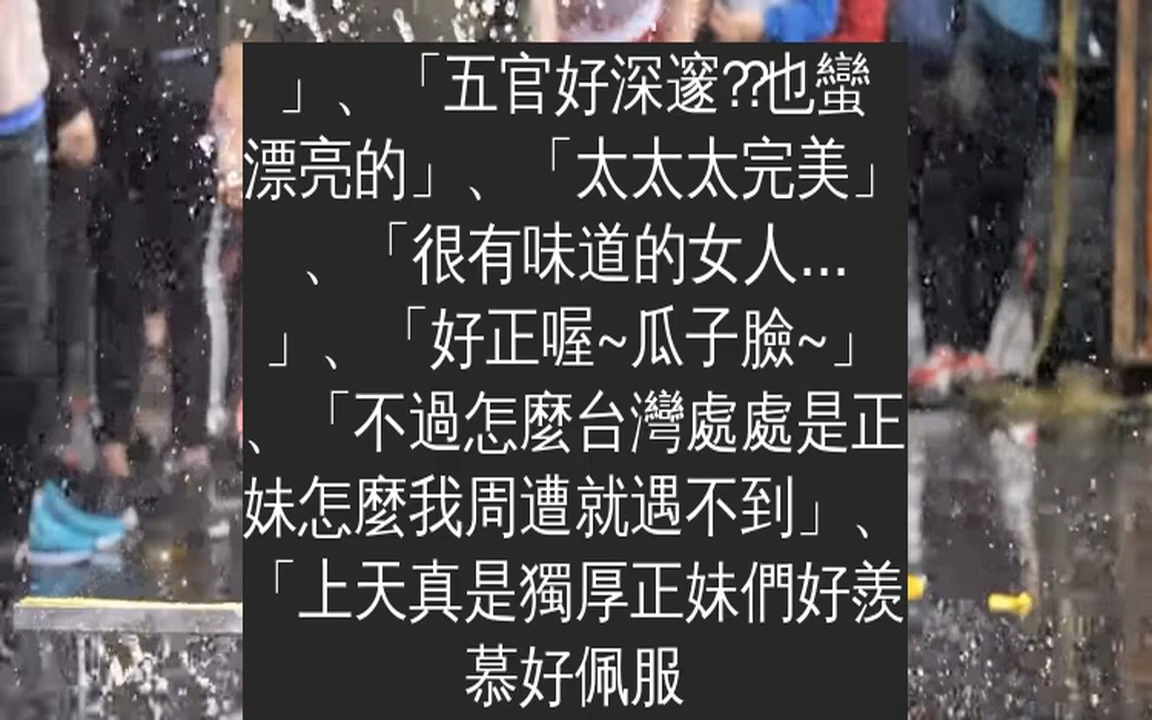 」、「五官好深邃??也蠻
漂亮的」、「太太太完美」
、「很有味道的女人...
」、「好正喔~瓜子臉~」
、「不過怎麼台灣處處是正
妹怎麼我周遭就遇不到」、
「上天真是獨厚正妹們好羨
慕好佩服